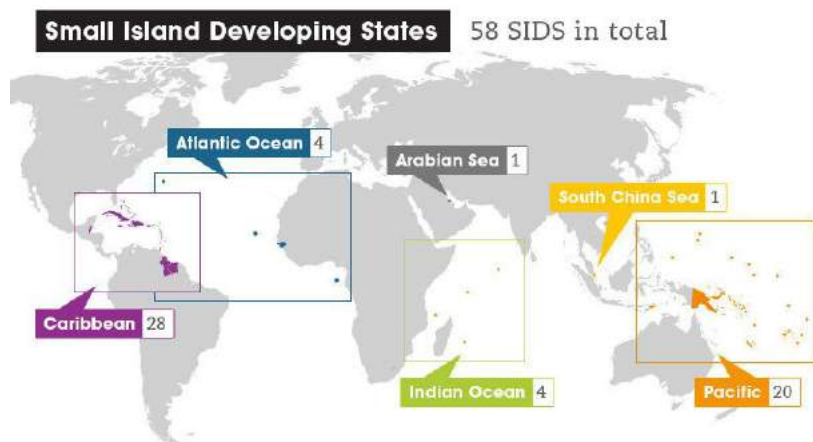 Small Island Developing States 58 SIDS in total
Atlantic Ocean 4
Arabian Sea 1
South China Sea 1
Caribbean 28
Indian Ocean 4
Pacific 20